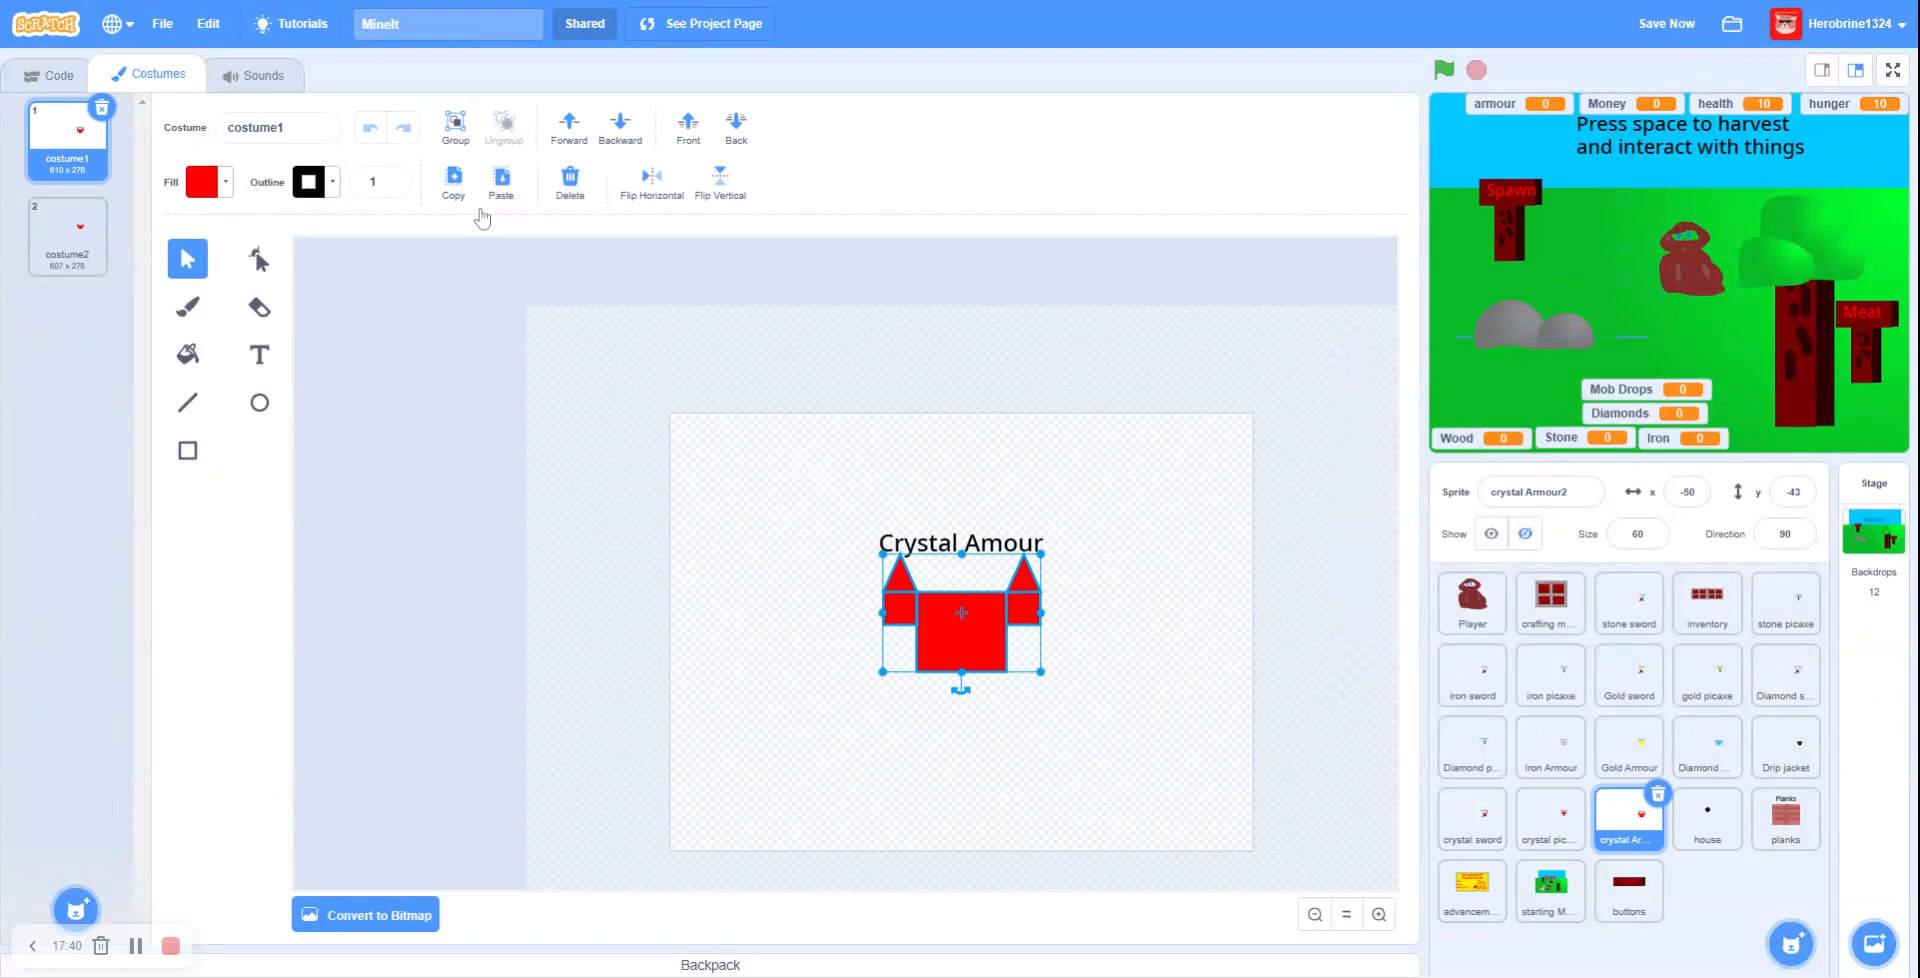 SCRATCH
File
Edit
Tutorials
MineIt
Shared
See Project Page
Save Now
Herobrine1324
Code
Costumes
Sounds
1
costume1
610 x 276
2
costume2
607 x 276
Costume
costume1
Group
Ungroup
Forward
Backward
Front
Back
Fill
Outline
1
Copy
Paste
Delete
Flip Horizontal
Flip Vertical
T
Crystal Amour
Convert to Bitmap
17:40
Backpack
armour 0
Money 0
health 10
hunger 10
Press space to harvest
and interact with things
Spawn
Meat
Mob Drops 0
Diamonds 0
Wood 0
Stone 0
Iron 0
Sprite
crystal Armour2
x
-50
y
-43
Show
Size
60
Direction
90
Stage
Backdrops
12
Player
crafting m...
stone sword
inventory
stone picaxe
iron sword
iron picaxe
Gold sword
gold picaxe
Diamond s...
Diamond p...
Iron Armour
Gold Armour
Diamond ...
Drip jacket
crystal sword
crystal pic...
crystal Ar...
house
Planks
planks
advancem...
starting M...
buttons